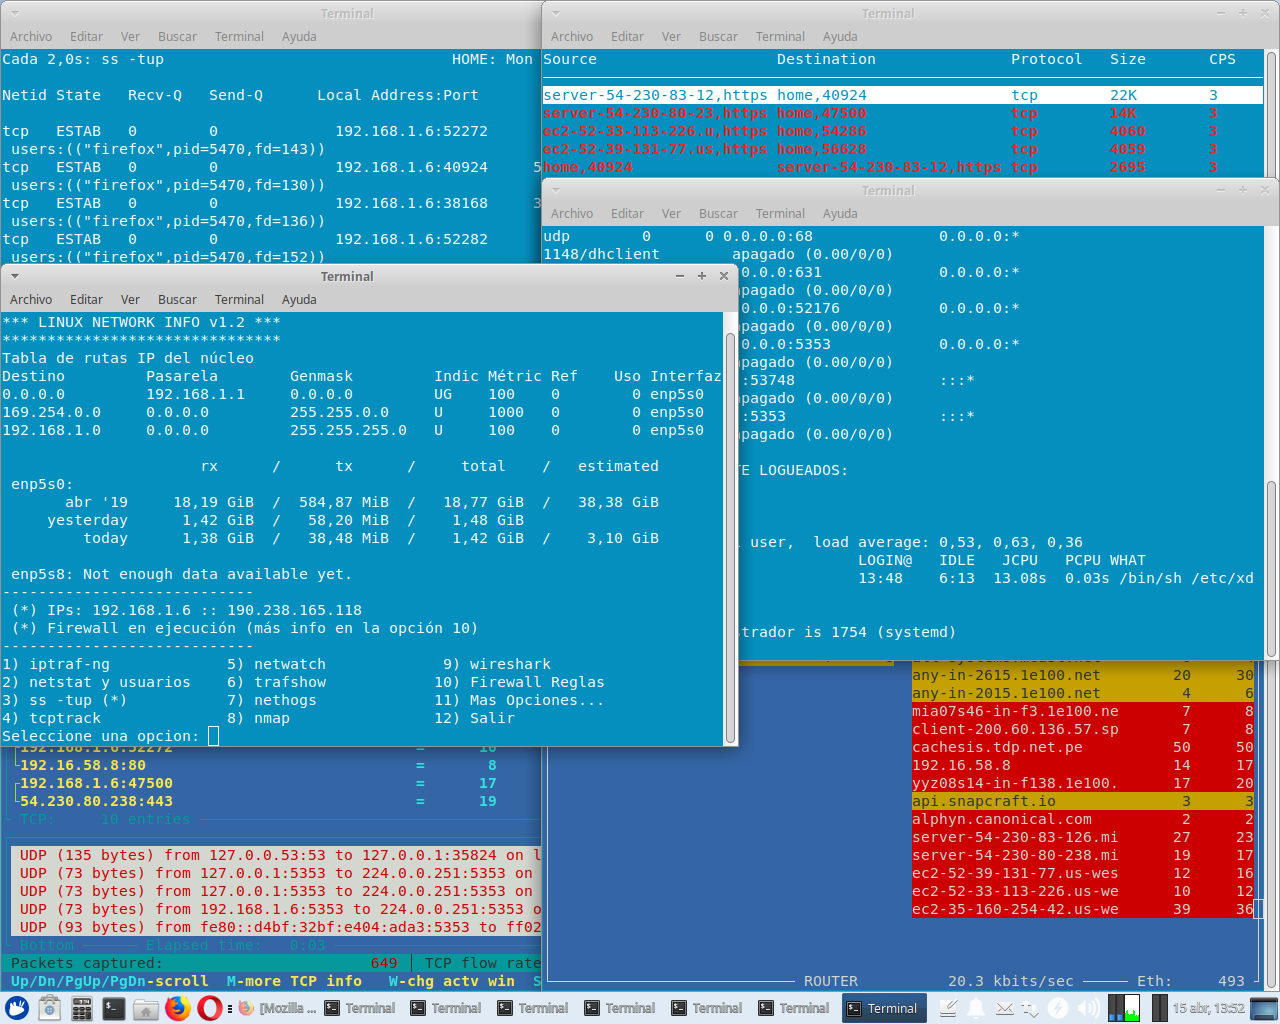 Terminal
Archivo Editar Ver Buscar Terminal Ayuda
Cada 2,0s: ss -tup HOME: Mon
Netid State Recv-Q Send-Q Local Address:Port
tcp ESTAB 0 0 192.168.1.6:52272
users:(("firefox",pid=5470,fd=143))
tcp ESTAB 0 0 192.168.1.6:40924 5
users:(("firefox",pid=5470,fd=130))
tcp ESTAB 0 0 192.168.1.6:38168 3
users:(("firefox",pid=5470,fd=136))
tcp ESTAB 0 0 192.168.1.6:52282
users:(("firefox",pid=5470,fd=152))
Terminal
Archivo Editar Ver Buscar Terminal Ayuda
Source Destination Protocol Size CPS
server-54-230-83-12,https home,40924 tcp 22K 3
server-54-230-80-23,https home,47500 tcp 14K 3
ec2-52-33-113-226.u,https home,54286 tcp 4060 3
ec2-52-39-131-77.us,https home,56628 tcp 4059 3
home,40924 server-54-230-83-12,https tcp 2695 3
Terminal
Archivo Editar Ver Buscar Terminal Ayuda
udp 0 0 0.0.0.0:68 0.0.0.0:*
1148/dhclient apagado (0.00/0/0)
.0.0.0:631 0.0.0.0:*
apagado (0.00/0/0)
.0.0.0:52176 0.0.0.0:*
apagado (0.00/0/0)
.0.0.0:5353 0.0.0.0:*
apagado (0.00/0/0)
:53748 :::*
apagado (0.00/0/0)
:5353 :::*
apagado (0.00/0/0)
TE LOGUEADOS:
user, load average: 0,53, 0,63, 0,36
LOGIN@ IDLE JCPU PCPU WHAT
13:48 6:13 13.08s 0.03s /bin/sh /etc/xd
strador is 1754 (systemd)
Terminal
Archivo Editar Ver Buscar Terminal Ayuda
*** LINUX NETWORK INFO v1.2 ***
*******************************
Tabla de rutas IP del núcleo
Destino Pasarela Genmask Indic Métric Ref Uso Interfaz
0.0.0.0 192.168.1.1 0.0.0.0 UG 100 0 0 enp5s0
169.254.0.0 0.0.0.0 255.255.0.0 U 1000 0 0 enp5s0
192.168.1.0 0.0.0.0 255.255.255.0 U 100 0 0 enp5s0
rx / tx / total / estimated
enp5s0:
abr '19 18,19 GiB / 584,87 MiB / 18,77 GiB / 38,38 GiB
yesterday 1,42 GiB / 58,20 MiB / 1,48 GiB
today 1,38 GiB / 38,48 MiB / 1,42 GiB / 3,10 GiB
enp5s8: Not enough data available yet.
----------------------------
(*) IPs: 192.168.1.6 :: 190.238.165.118
(*) Firewall en ejecución (más info en la opción 10)
----------------------------
1) iptraf-ng 5) netwatch 9) wireshark
2) netstat y usuarios 6) trafshow 10) Firewall Reglas
3) ss -tup (*) 7) nethogs 11) Mas Opciones...
4) tcptrack 8) nmap 12) Salir
Seleccione una opcion:
192.168.1.6:52272 = 10
192.16.58.8:80 = 8
192.168.1.6:47500 = 17
54.230.80.238:443 = 19
TCP: 10 entries
UDP (135 bytes) from 127.0.0.53:53 to 127.0.0.1:35824 on l
UDP (73 bytes) from 127.0.0.1:5353 to 224.0.0.251:5353 on
UDP (73 bytes) from 127.0.0.1:5353 to 224.0.0.251:5353 on
UDP (73 bytes) from 192.168.1.6:5353 to 224.0.0.251:5353 o
UDP (93 bytes) from fe80::d4bf:32bf:e404:ada3:5353 to ff02
Bottom Elapsed time: 0:03
Packets captured: 649 TCP flow rate
Up/Dn/PgUp/PgDn-scroll M-more TCP info W-chg actv win S
any-in-2615.1e100.net 20 30
any-in-2015.1e100.net 4 6
mia07s46-in-f3.1e100.ne 7 8
client-200.60.136.57.sp 7 8
cachesis.tdp.net.pe 50 50
192.16.58.8 14 17
yyz08s14-in-f138.1e100. 17 20
api.snapcraft.io 3 3
alphyn.canonical.com 2 2
server-54-230-83-126.mi 27 23
server-54-230-80-238.mi 19 17
ec2-52-39-131-77.us-wes 12 16
ec2-52-33-113-226.us-we 10 12
ec2-35-160-254-42.us-we 39 36
ROUTER 20.3 kbits/sec Eth: 493
[Mozilla ... Terminal Terminal Terminal Terminal Terminal Terminal Terminal 15 abr, 13:52